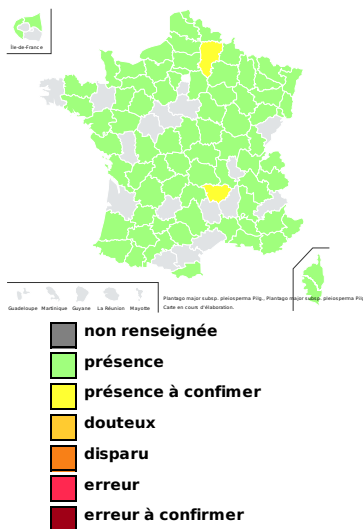 Île-de-France
Guadeloupe Martinique Guyane La Réunion Mayotte
Plantago major subsp. pleiosperma Pilg., Plantago major subsp. pleiosperma Pilg
Carte en cours d'élaboration.
non renseignée
présence
présence à confimer
douteux
disparu
erreur
erreur à confirmer